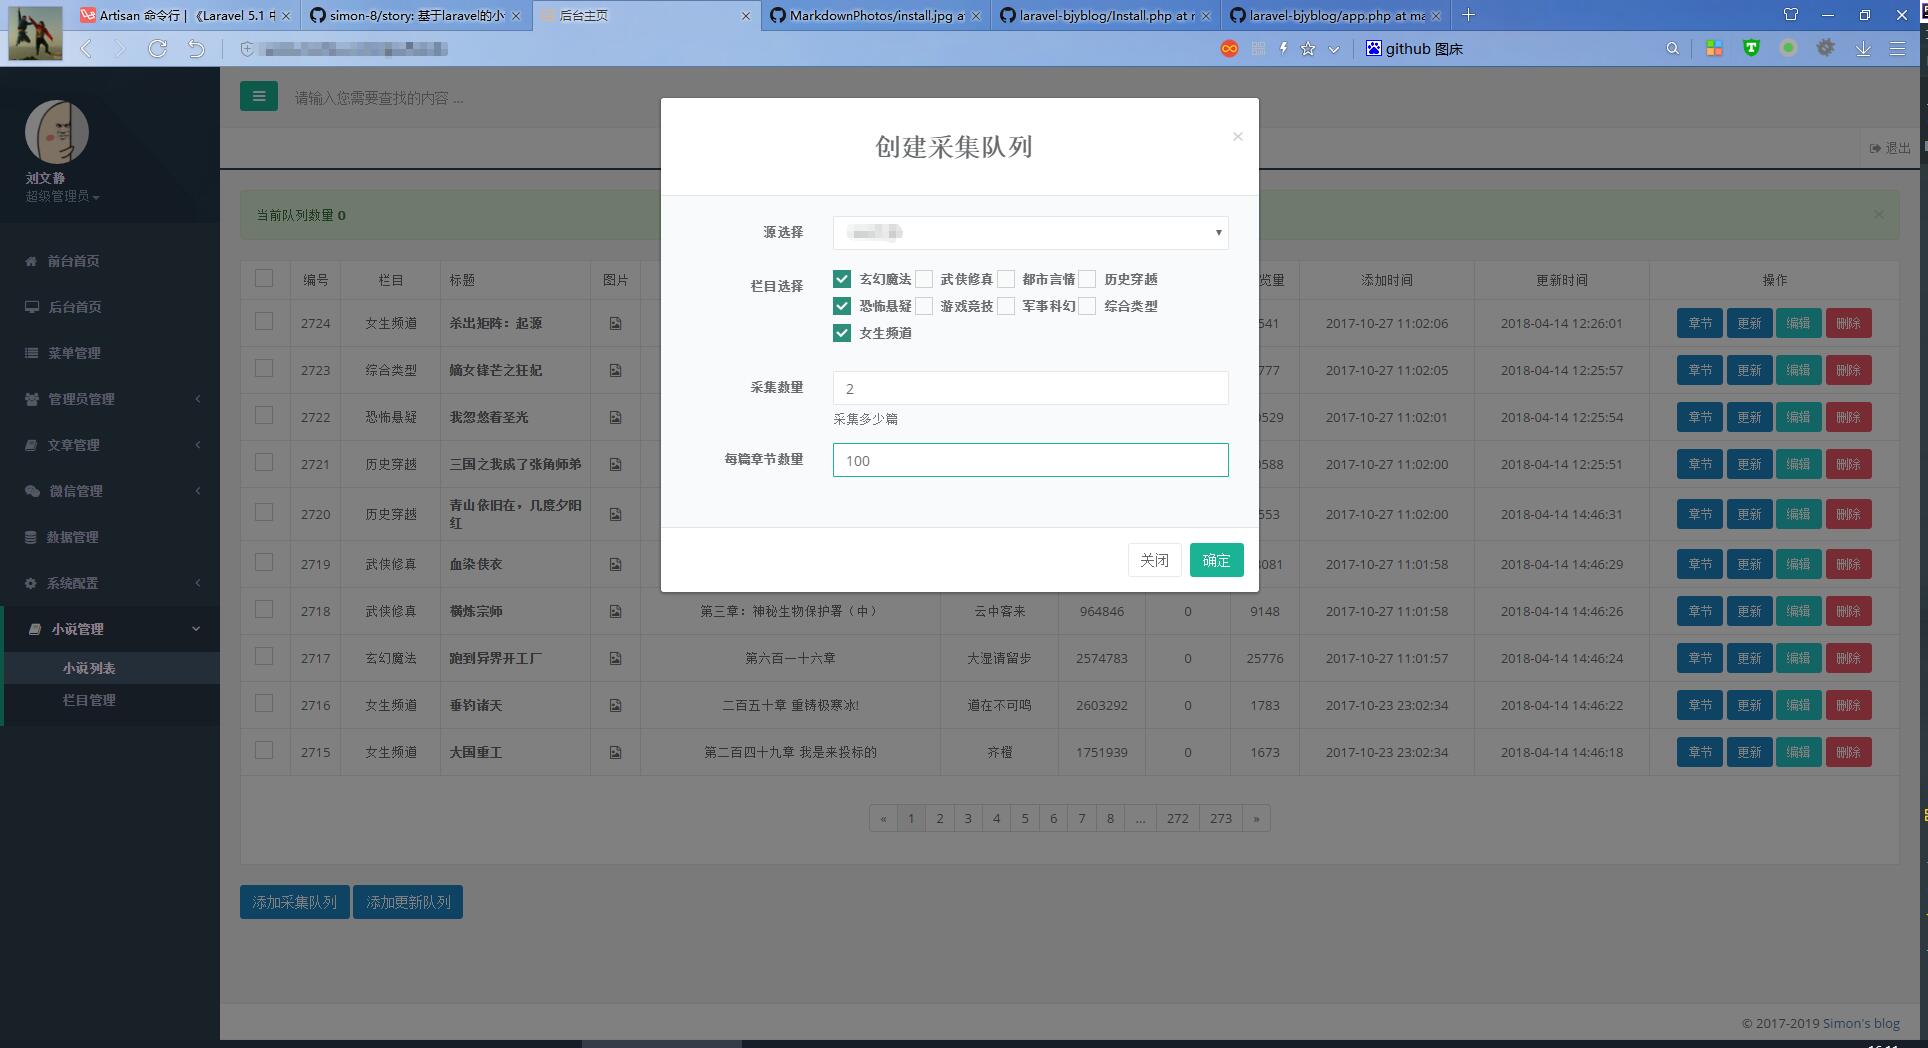 Artisan 命令行 | 《Laravel 5.1 中
simon-8/story: 基于laravel的小
后台主页
MarkdownPhotos/install.jpg at
laravel-bjyblog/Install.php at r
laravel-bjyblog/app.php at ma
github 图床
刘文静
超级管理员
前台首页
后台首页
菜单管理
管理员管理
文章管理
微信管理
数据管理
系统配置
小说管理
小说列表
栏目管理
请输入您需要查找的内容 ...
退出
当前队列数量 0
×
创建采集队列
×
源选择
栏目选择
玄幻魔法 武侠修真 都市言情 历史穿越
恐怖悬疑 游戏竞技 军事科幻 综合类型
女生频道
采集数量
2
采集多少篇
每篇章节数量
100
关闭 确定
编号 栏目 标题 图片 览量 添加时间 更新时间 操作
2724 女生频道 杀出矩阵：起源 541 2017-10-27 11:02:06 2018-04-14 12:26:01 章节 更新 编辑 删除
2723 综合类型 嫡女锋芒之狂妃 777 2017-10-27 11:02:05 2018-04-14 12:25:57 章节 更新 编辑 删除
2722 恐怖悬疑 我忽悠着圣光 529 2017-10-27 11:02:01 2018-04-14 12:25:54 章节 更新 编辑 删除
2721 历史穿越 三国之我成了张角师弟 588 2017-10-27 11:02:00 2018-04-14 12:25:51 章节 更新 编辑 删除
2720 历史穿越 青山依旧在，几度夕阳
红 553 2017-10-27 11:02:00 2018-04-14 14:46:31 章节 更新 编辑 删除
2719 武侠修真 血染侠衣 081 2017-10-27 11:01:58 2018-04-14 14:46:29 章节 更新 编辑 删除
2718 武侠修真 横炼宗师 第三章：神秘生物保护署（中） 云中客来 964846 0 9148 2017-10-27 11:01:58 2018-04-14 14:46:26 章节 更新 编辑 删除
2717 玄幻魔法 跑到异界开工厂 第六百一十六章 大湿请留步 2574783 0 25776 2017-10-27 11:01:57 2018-04-14 14:46:24 章节 更新 编辑 删除
2716 女生频道 垂钓诸天 二百五十章 重铸极寒冰! 道在不可鸣 2603292 0 1783 2017-10-23 23:02:34 2018-04-14 14:46:22 章节 更新 编辑 删除
2715 女生频道 大国重工 第二百四十九章 我是来投标的 齐橙 1751939 0 1673 2017-10-23 23:02:34 2018-04-14 14:46:18 章节 更新 编辑 删除
« 1 2 3 4 5 6 7 8 ... 272 273 »
添加采集队列 添加更新队列
© 2017-2019 Simon's blog